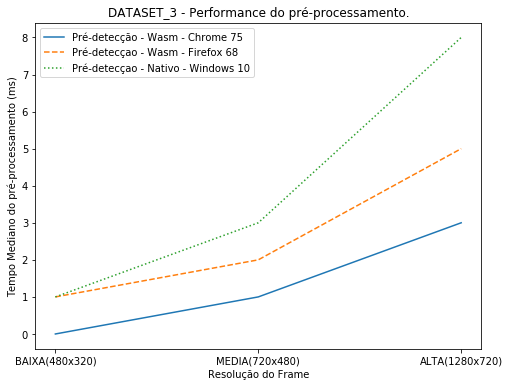 DATASET_3 - Performance do pré-processamento.
Pré-detecção - Wasm - Chrome 75
Pré-detecçao - Wasm - Firefox 68
Pré-detecçao - Nativo - Windows 10
Tempo Mediano do pré-processamento (ms)
8
7
6
5
4
3
2
1
0
BAIXA(480x320)
MEDIA(720x480)
ALTA(1280x720)
Resolução do Frame